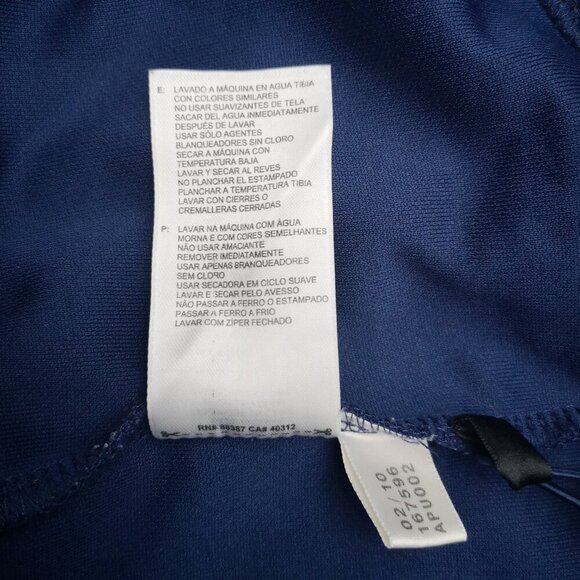 E: LAVADO A MÁQUINA EN AGUA TIBIA
CON COLORES SIMILARES
NO USAR SUAVIZANTES DE TELA
SACAR DEL AGUA INMEDIATAMENTE
DESPUÉS DE LAVAR
USAR SÓLO AGENTES
BLANQUEADORES SIN CLORO
SECAR A MÁQUINA CON
TEMPERATURA BAJA
LAVAR Y SECAR AL REVES
NO PLANCHAR EL ESTAMPADO
PLANCHAR A TEMPERATURA TIBIA
LAVAR CON CIERRES O
CREMALLERAS CERRADAS
P: LAVAR NA MÁQUINA COM ÁGUA
MORNA E COM CORES SEMELHANTES
NÃO USAR AMACIANTE
REMOVER IMEDIATAMENTE
USAR APENAS BRANQUEADORES
SEM CLORO
USAR SECADORA EM CICLO SUAVE
LAVAR E SECAR PELO AVESSO
NÃO PASSAR A FERRO O ESTAMPADO
PASSAR A FERRO A FRIO
LAVAR COM ZÍPER FECHADO
RN# 88387 CA# 40312
02/10
167596
APU002